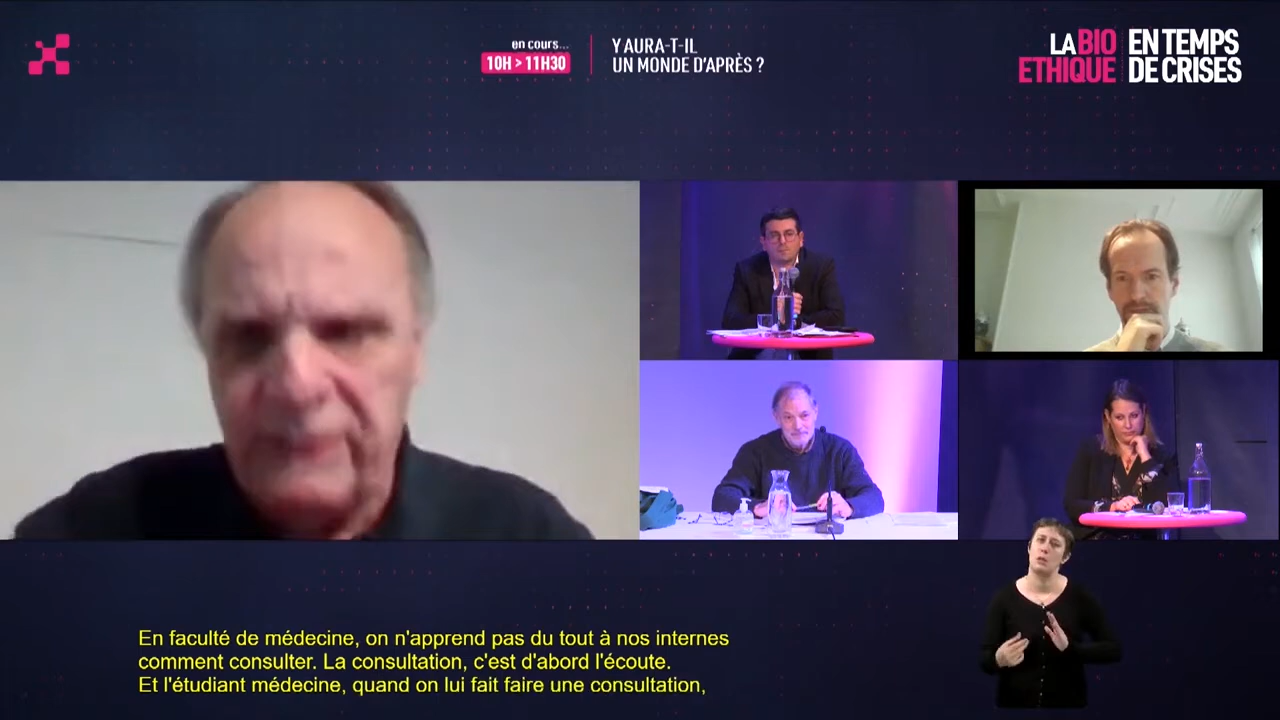 en cours...
10H > 11H30
Y AURA-T-IL
UN MONDE D'APRÈS ?
LA BIO
ETHIQUE
EN TEMPS
DE CRISES
En faculté de médecine, on n'apprend pas du tout à nos internes
comment consulter. La consultation, c'est d'abord l'écoute.
Et l'étudiant médecine, quand on lui fait faire une consultation,